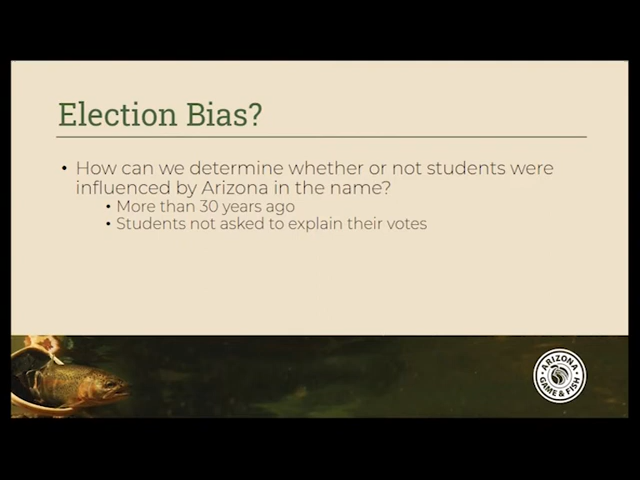 Election Bias?
• How can we determine whether or not students were
influenced by Arizona in the name?
• More than 30 years ago
• Students not asked to explain their votes
ARIZONA
GAME & FISH